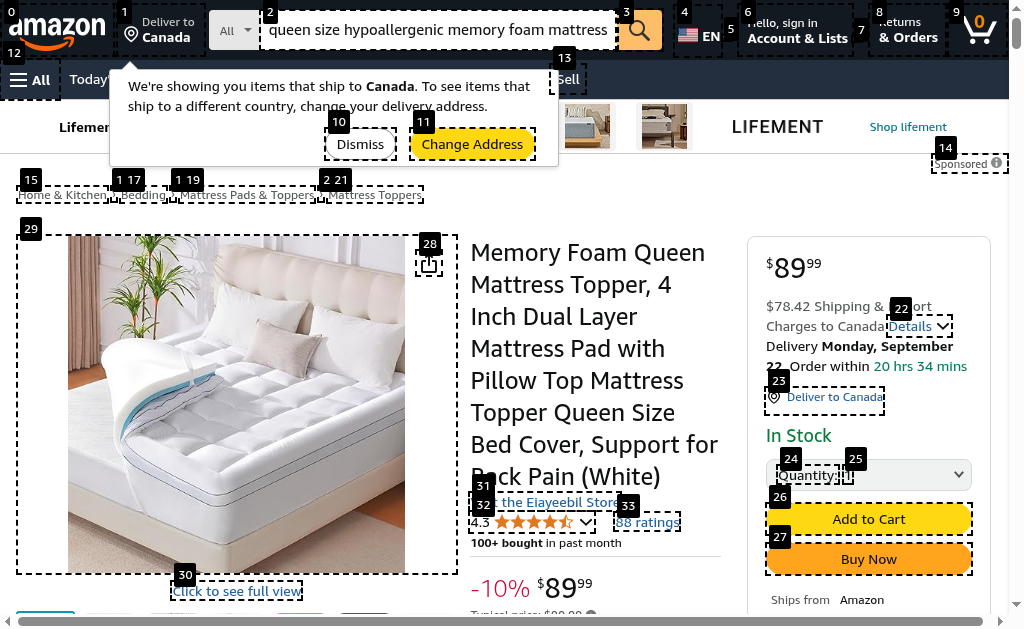 0
1
2
3
4
5
6
7
8
9
amazon
Deliver to
Canada
All
queen size hypoallergenic memory foam mattress
EN
Hello, sign in
Account & Lists
Returns
& Orders
0
12
13
All
Today'
Sell
We're showing you items that ship to Canada. To see items that
ship to a different country, change your delivery address.
10
11
Dismiss
Change Address
Lifemen
LIFEMENT
Shop lifement
14
Sponsored
15
1 17
1 19
2 21
Home & Kitchen
Bedding
Mattress Pads & Toppers
Mattress Toppers
29
28
Memory Foam Queen
Mattress Topper, 4
Inch Dual Layer
Mattress Pad with
Pillow Top Mattress
Topper Queen Size
Bed Cover, Support for
Back Pain (White)
31
Visit the Eiayeebil Store
32
33
4.3
88 ratings
100+ bought in past month
-10% $89 99
30
Click to see full view
$89 99
22
$78.42 Shipping & Import
Charges to Canada Details
Delivery Monday, September
22. Order within 20 hrs 34 mins
23
Deliver to Canada
In Stock
24
25
Quantity: 1
26
Add to Cart
27
Buy Now
Ships from Amazon